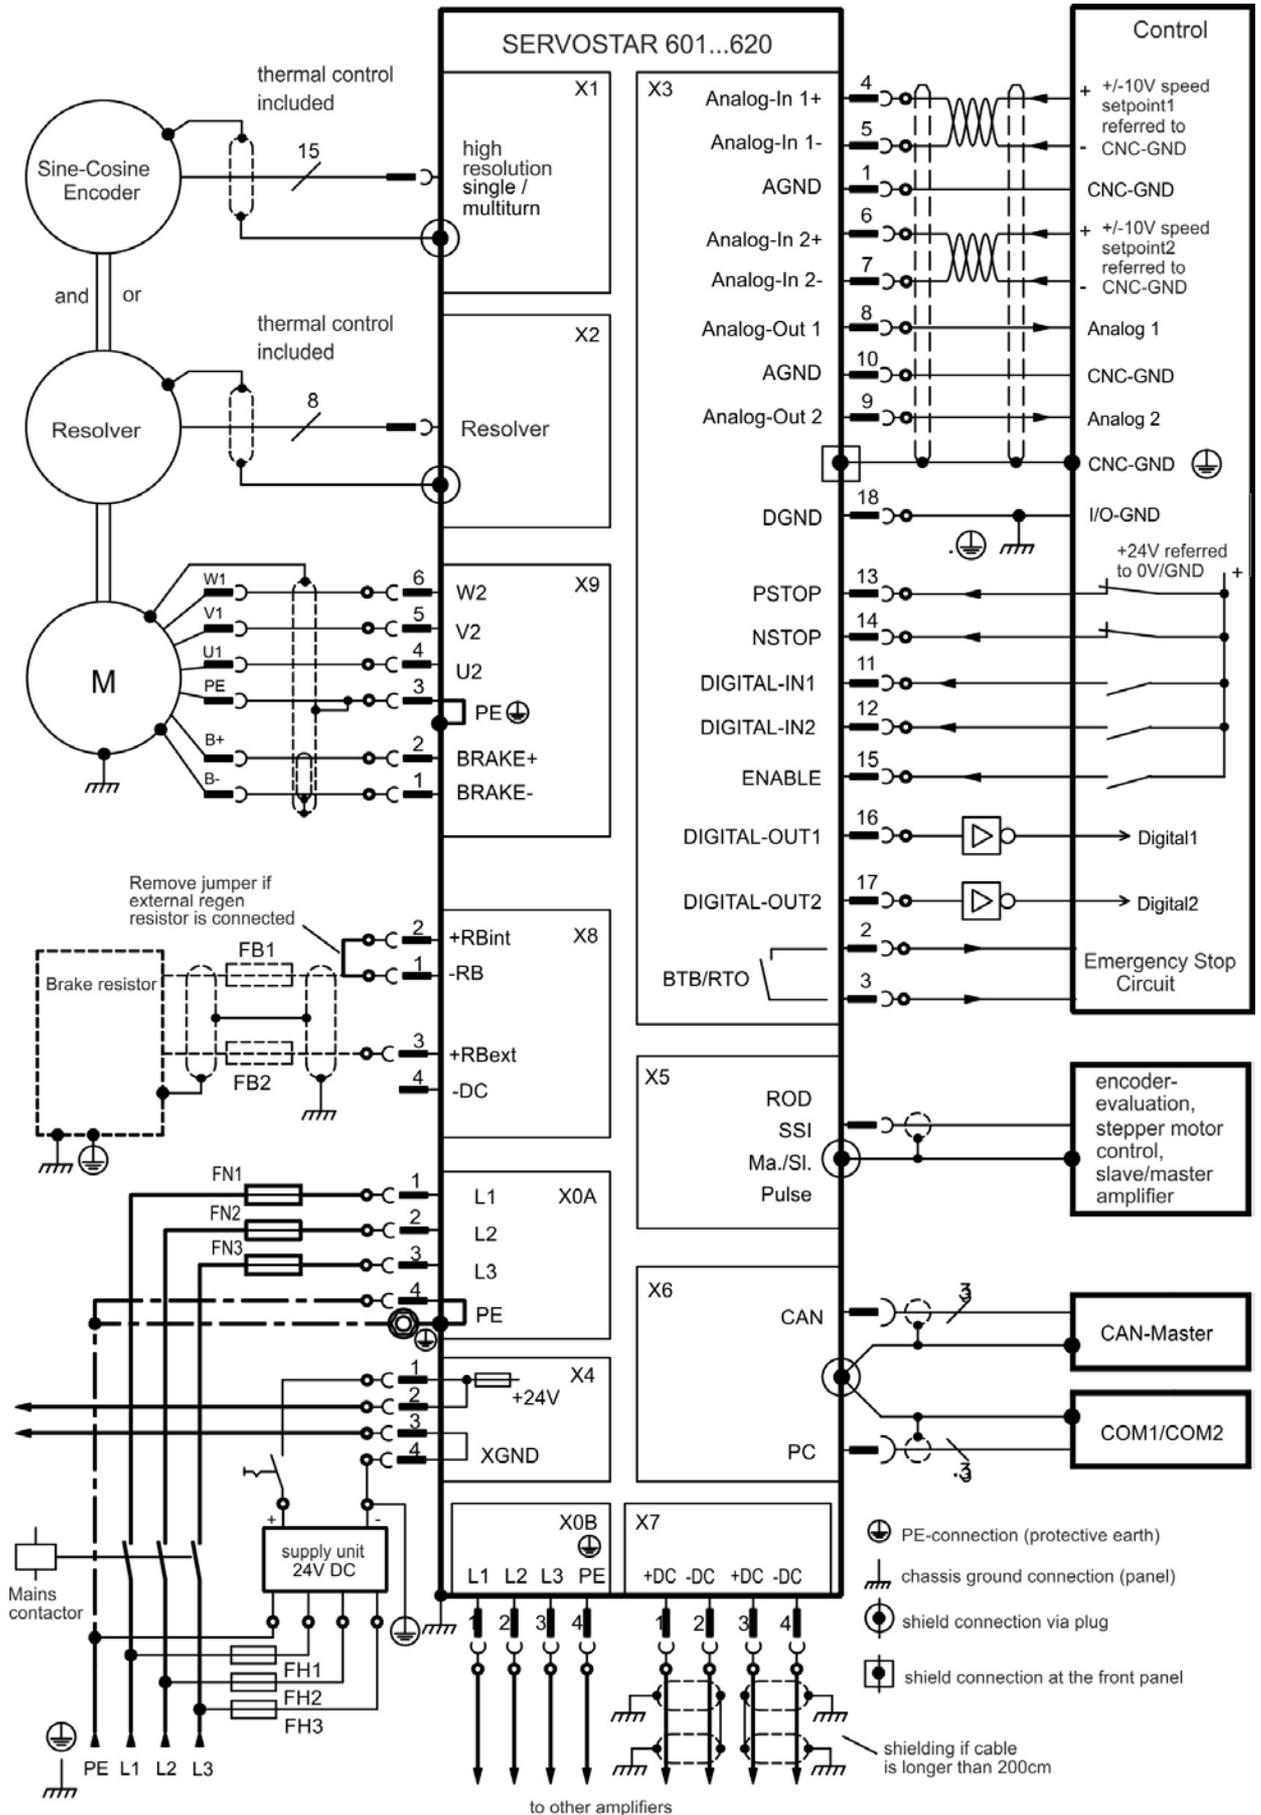 SERVOSTAR 601...620
Control
thermal control
included
X1
Sine-Cosine
Encoder
15
high
resolution
single /
multiturn
and
or
thermal control
included
X2
Resolver
8
Resolver
X9
M
W1
6
W2
V1
5
V2
U1
4
U2
PE
3
PE
B+
2
BRAKE+
B-
1
BRAKE-
Remove jumper if
external regen
resistor is connected
X8
Brake resistor
FB1
FB2
2
+RBint
1
-RB
3
+RBext
4
-DC
X0A
FN1
1
L1
FN2
2
L2
FN3
3
L3
4
PE
X4
1
+24V
2
3
4
XGND
+
-
supply unit
24V DC
Mains
contactor
FH1
FH2
FH3
PE
L1
L2
L3
X3
Analog-In 1+
4
+
+/-10V speed
setpoint1
referred to
CNC-GND
Analog-In 1-
5
-
AGND
1
CNC-GND
Analog-In 2+
6
+
+/-10V speed
setpoint2
referred to
CNC-GND
Analog-In 2-
7
-
Analog-Out 1
8
Analog 1
AGND
10
CNC-GND
Analog-Out 2
9
Analog 2
CNC-GND
DGND
18
I/O-GND
+24V referred
to 0V/GND
+
PSTOP
13
NSTOP
14
DIGITAL-IN1
11
DIGITAL-IN2
12
ENABLE
15
DIGITAL-OUT1
16
Digital1
DIGITAL-OUT2
17
Digital2
BTB/RTO
2
3
Emergency Stop
Circuit
X5
ROD
SSI
Ma./Sl.
Pulse
encoder-
evaluation,
stepper motor
control,
slave/master
amplifier
X6
CAN
3
CAN-Master
PC
3
COM1/COM2
X0B
L1 L2 L3 PE
1 2 3 4
X7
+DC -DC +DC -DC
1 2 3 4
PE-connection (protective earth)
chassis ground connection (panel)
shield connection via plug
shield connection at the front panel
shielding if cable
is longer than 200cm
to other amplifiers